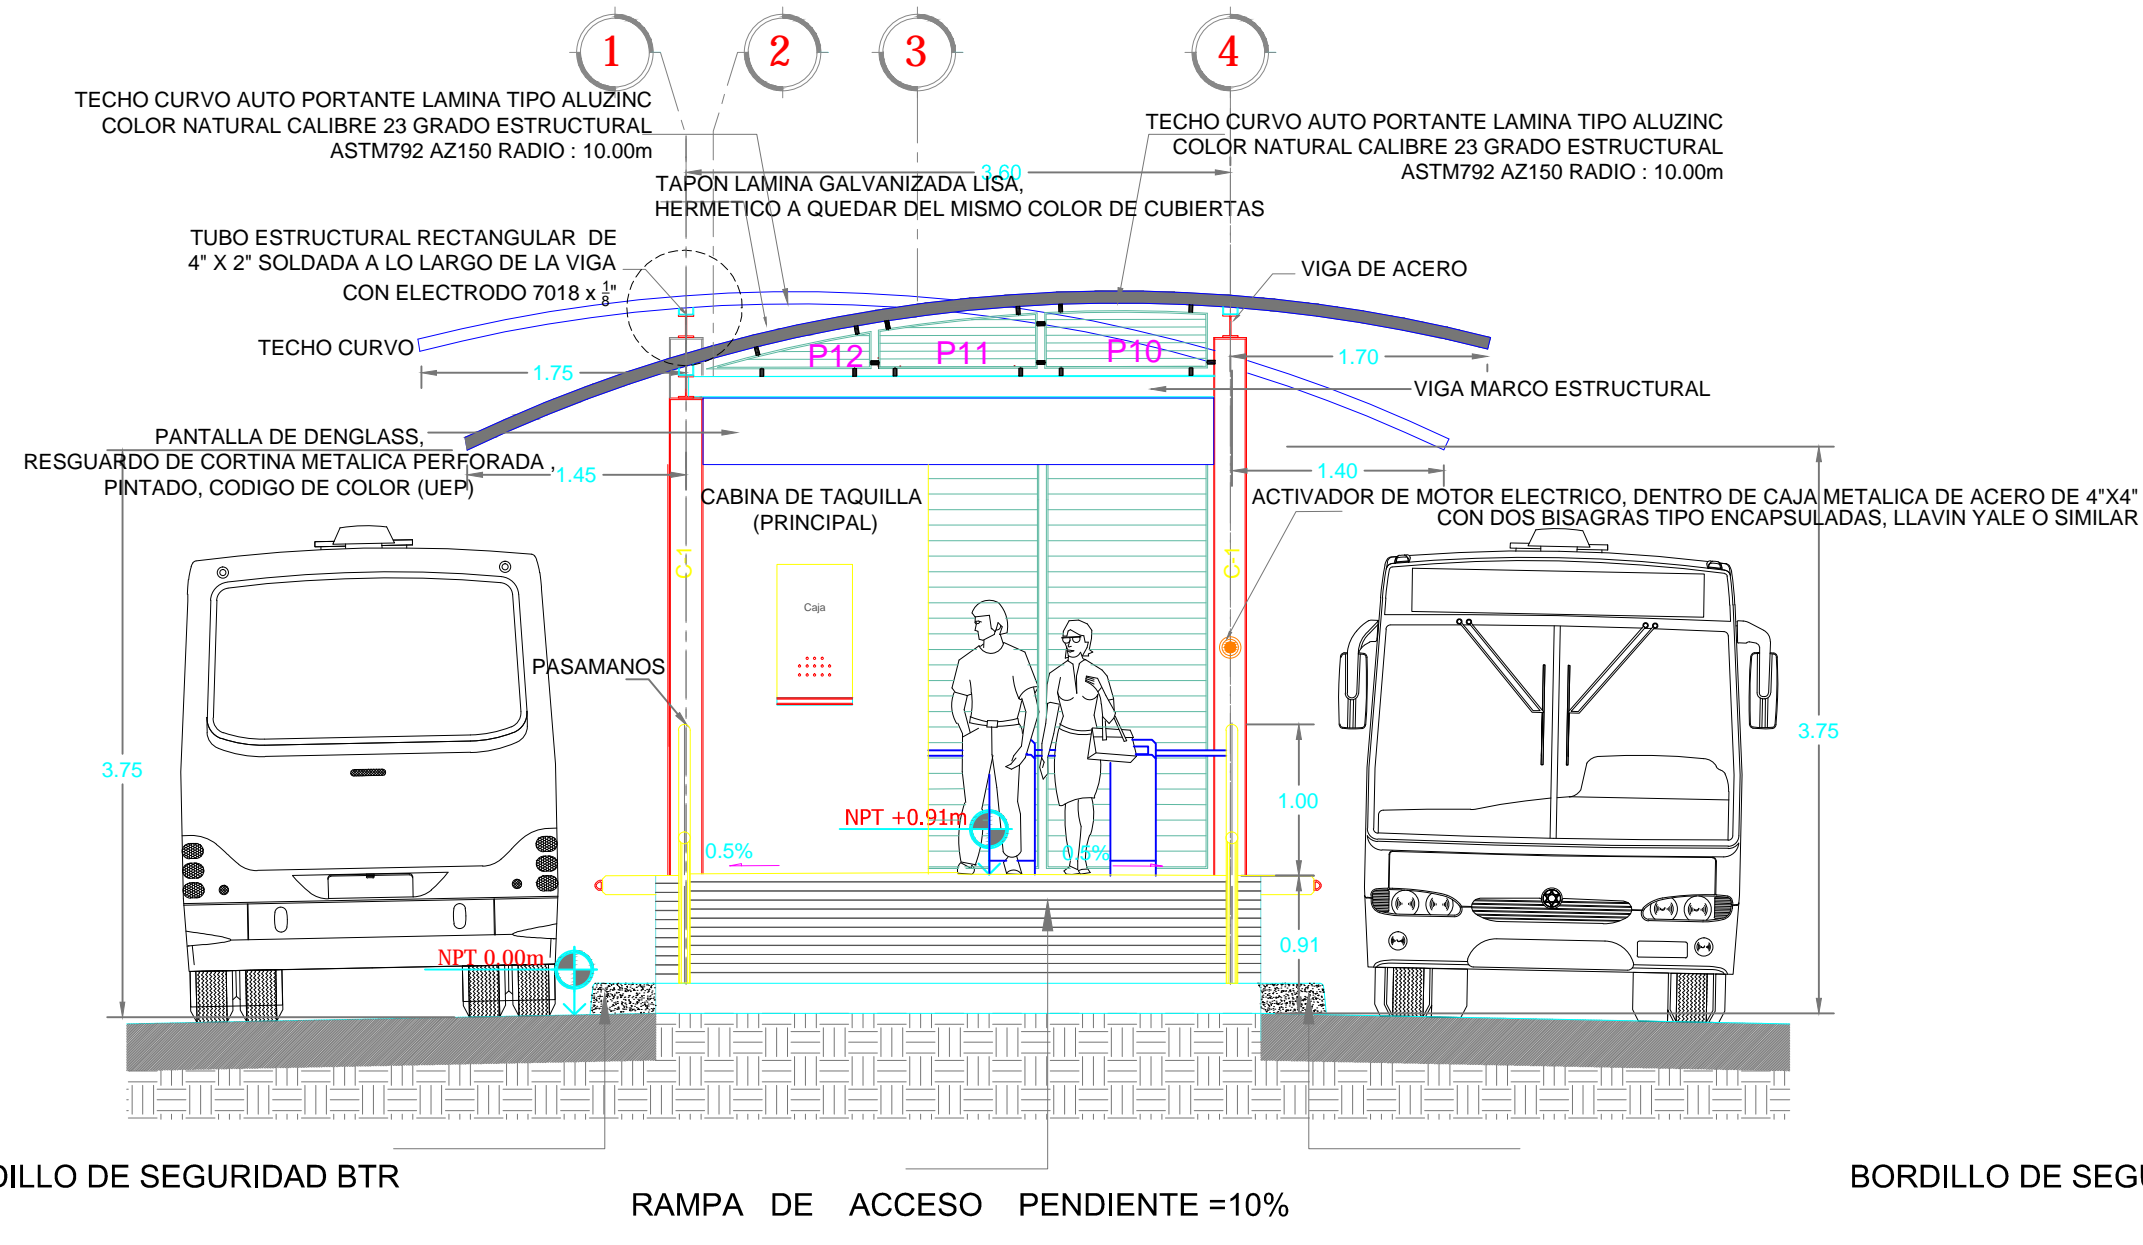 1
2
3
4
TECHO CURVO AUTO PORTANTE LAMINA TIPO ALUZINC
COLOR NATURAL CALIBRE 23 GRADO ESTRUCTURAL
ASTM792 AZ150 RADIO : 10.00m
TECHO CURVO AUTO PORTANTE LAMINA TIPO ALUZINC
COLOR NATURAL CALIBRE 23 GRADO ESTRUCTURAL
ASTM792 AZ150 RADIO : 10.00m
3.60
TAPON LAMINA GALVANIZADA LISA,
HERMETICO A QUEDAR DEL MISMO COLOR DE CUBIERTAS
TUBO ESTRUCTURAL RECTANGULAR DE
4" X 2" SOLDADA A LO LARGO DE LA VIGA
CON ELECTRODO 7018 x 1/8"
VIGA DE ACERO
TECHO CURVO
P12
P11
P10
1.75
1.70
VIGA MARCO ESTRUCTURAL
PANTALLA DE DENGLASS,
RESGUARDO DE CORTINA METALICA PERFORADA ,
PINTADO, CODIGO DE COLOR (UEP)
1.45
1.40
CABINA DE TAQUILLA
(PRINCIPAL)
ACTIVADOR DE MOTOR ELECTRICO, DENTRO DE CAJA METALICA DE ACERO DE 4"X4"
CON DOS BISAGRAS TIPO ENCAPSULADAS, LLAVIN YALE O SIMILAR
C-1
C-1
Caja
PASAMANOS
3.75
3.75
1.00
NPT +0.91m
0.5%
0.5%
0.91
NPT 0.00m
DILLO DE SEGURIDAD BTR
BORDILLO DE SEGU
RAMPA DE ACCESO PENDIENTE =10%